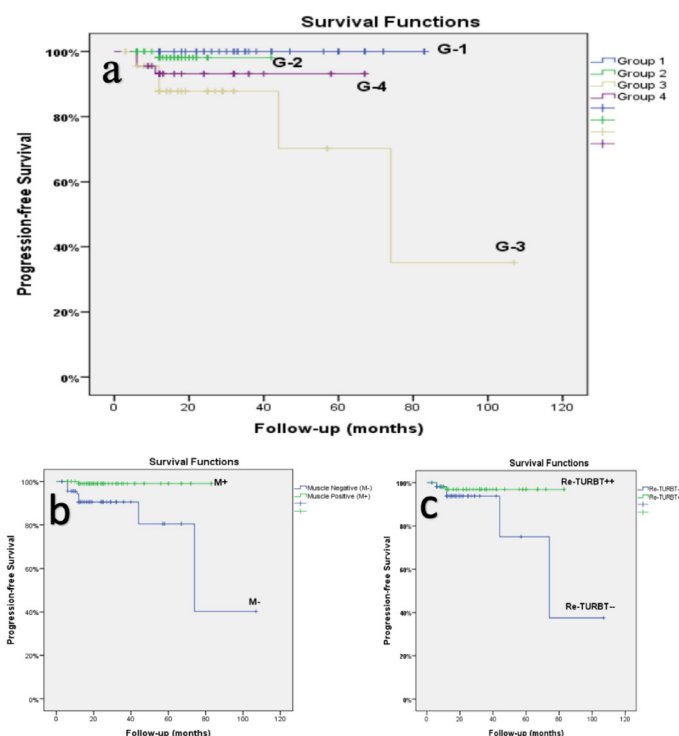 Survival Functions
100%
80%
60%
40%
20%
0%
Progression-free Survival
a
G-1
G-2
G-4
G-3
0
20
40
60
80
100
120
Follow-up (months)
Group 1
Group 2
Group 3
Group 4
Survival Functions
100%
80%
60%
40%
20%
0%
Progression-free Survival
b
M+
M-
0
20
40
60
80
100
120
Follow-up (months)
Muscle Negative (M-)
Muscle Positive (M+)
Survival Functions
100%
80%
60%
40%
20%
0%
Progression-free Survival
c
Re-TURBT++
Re-TURBT--
0
20
40
60
80
100
120
Follow-up (months)
Re-TURBT-
Re-TURBT+